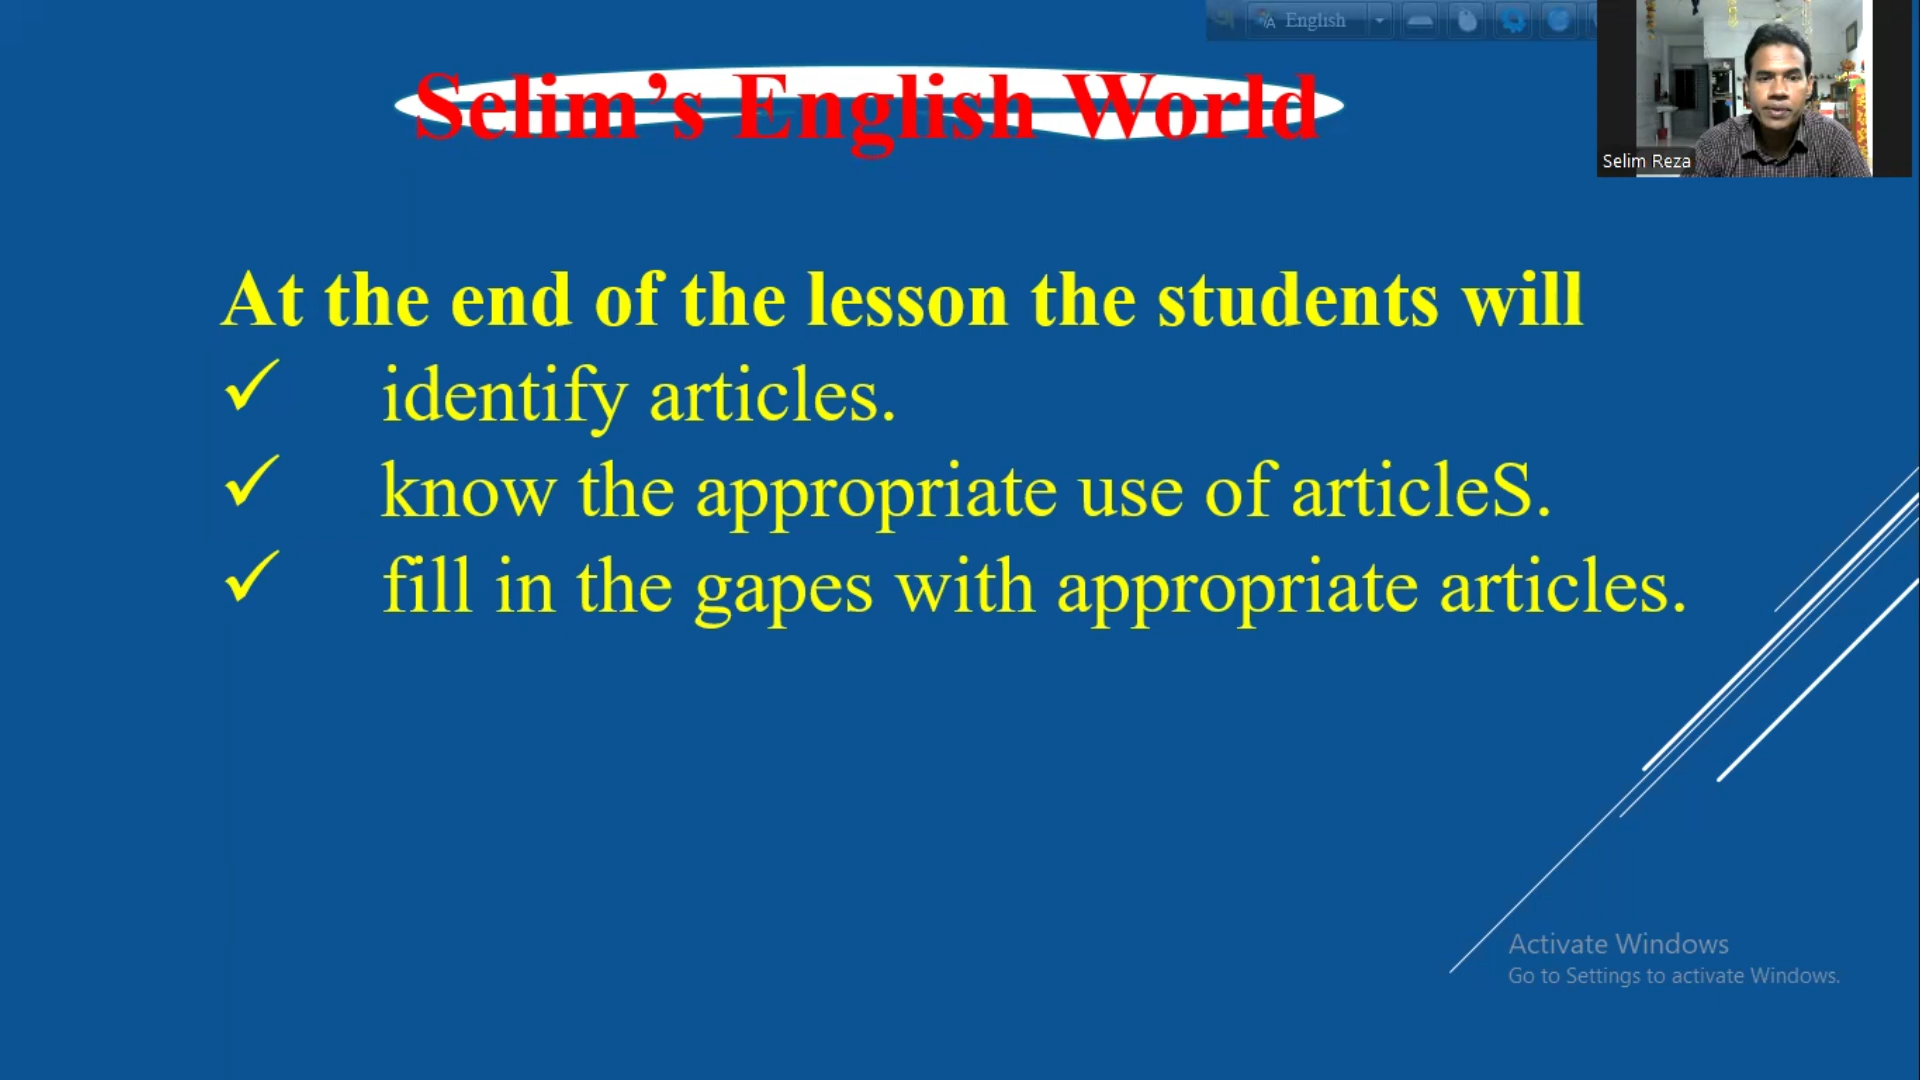 English
Selim's English World
Selim Reza
At the end of the lesson the students will
✓ identify articles.
✓ know the appropriate use of articleS.
✓ fill in the gapes with appropriate articles.
Activate Windows
Go to Settings to activate Windows.